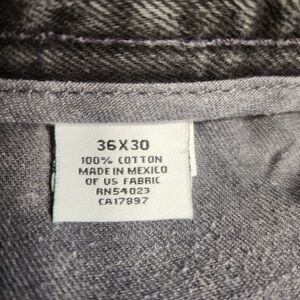 36X30
100% COTTON
MADE IN MEXICO
OF US FABRIC
RN54023
CA17897